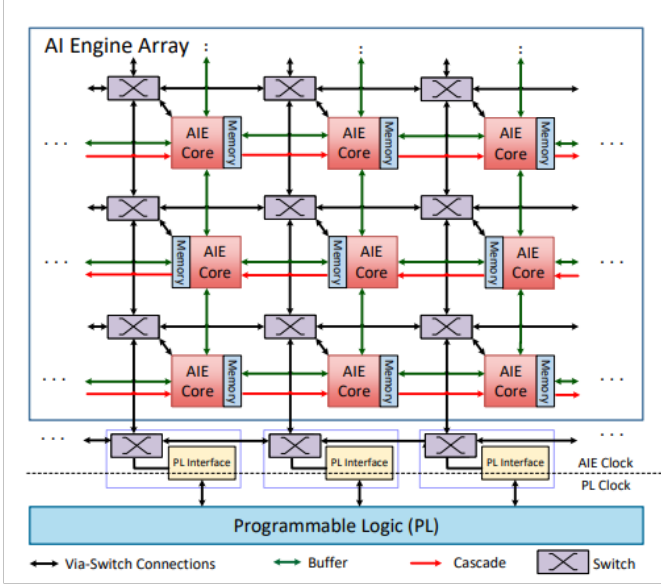 AI Engine Array
:
:
:
AIE
Core
Memory
AIE
Core
Memory
AIE
Core
Memory
. . .
. . .
Memory
AIE
Core
Memory
AIE
Core
Memory
AIE
Core
. . .
. . .
AIE
Core
Memory
AIE
Core
Memory
AIE
Core
Memory
. . .
. . .
. . .
. . .
PL Interface
PL Interface
PL Interface
AIE Clock
PL Clock
Programmable Logic (PL)
Via-Switch Connections
Buffer
Cascade
Switch